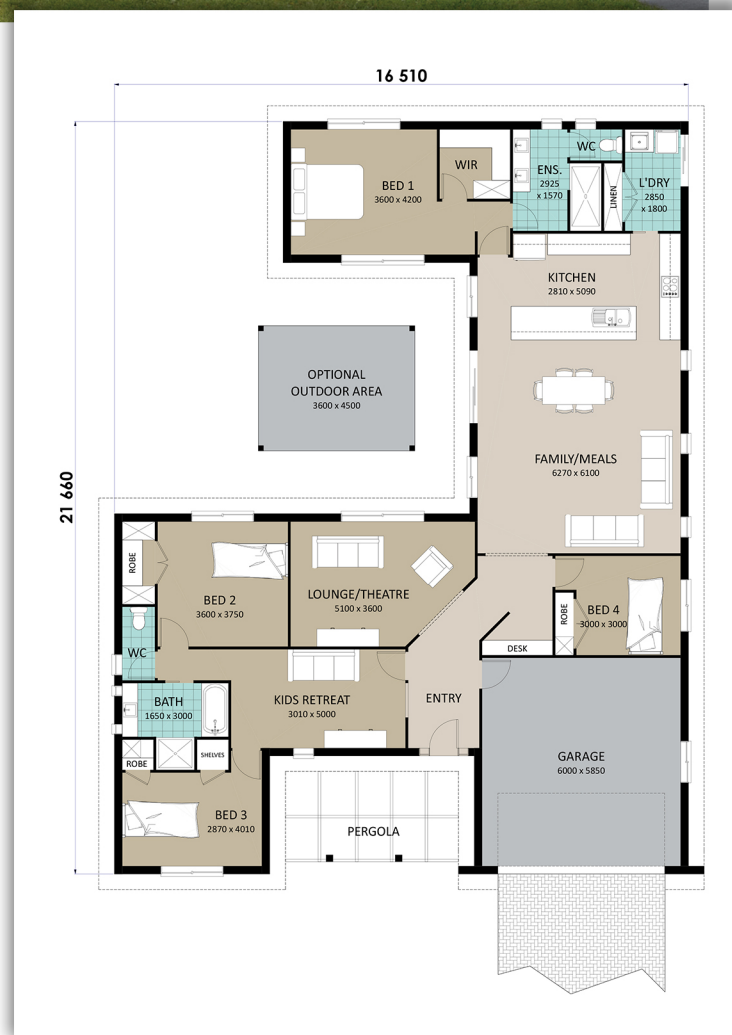 16 510
21 660
BED 1
3600 x 4200
WIR
ENS.
2925
x 1570
WC
L'DRY
2850
x 1800
LINEN
KITCHEN
2810 x 5090
OPTIONAL
OUTDOOR AREA
3600 x 4500
FAMILY/MEALS
6270 x 6100
ROBE
BED 2
3600 x 3750
LOUNGE/THEATRE
5100 x 3600
ROBE
BED 4
3000 x 3000
WC
DESK
BATH
1650 x 3000
KIDS RETREAT
3010 x 5000
ENTRY
ROBE
SHELVES
GARAGE
6000 x 5850
BED 3
2870 x 4010
PERGOLA